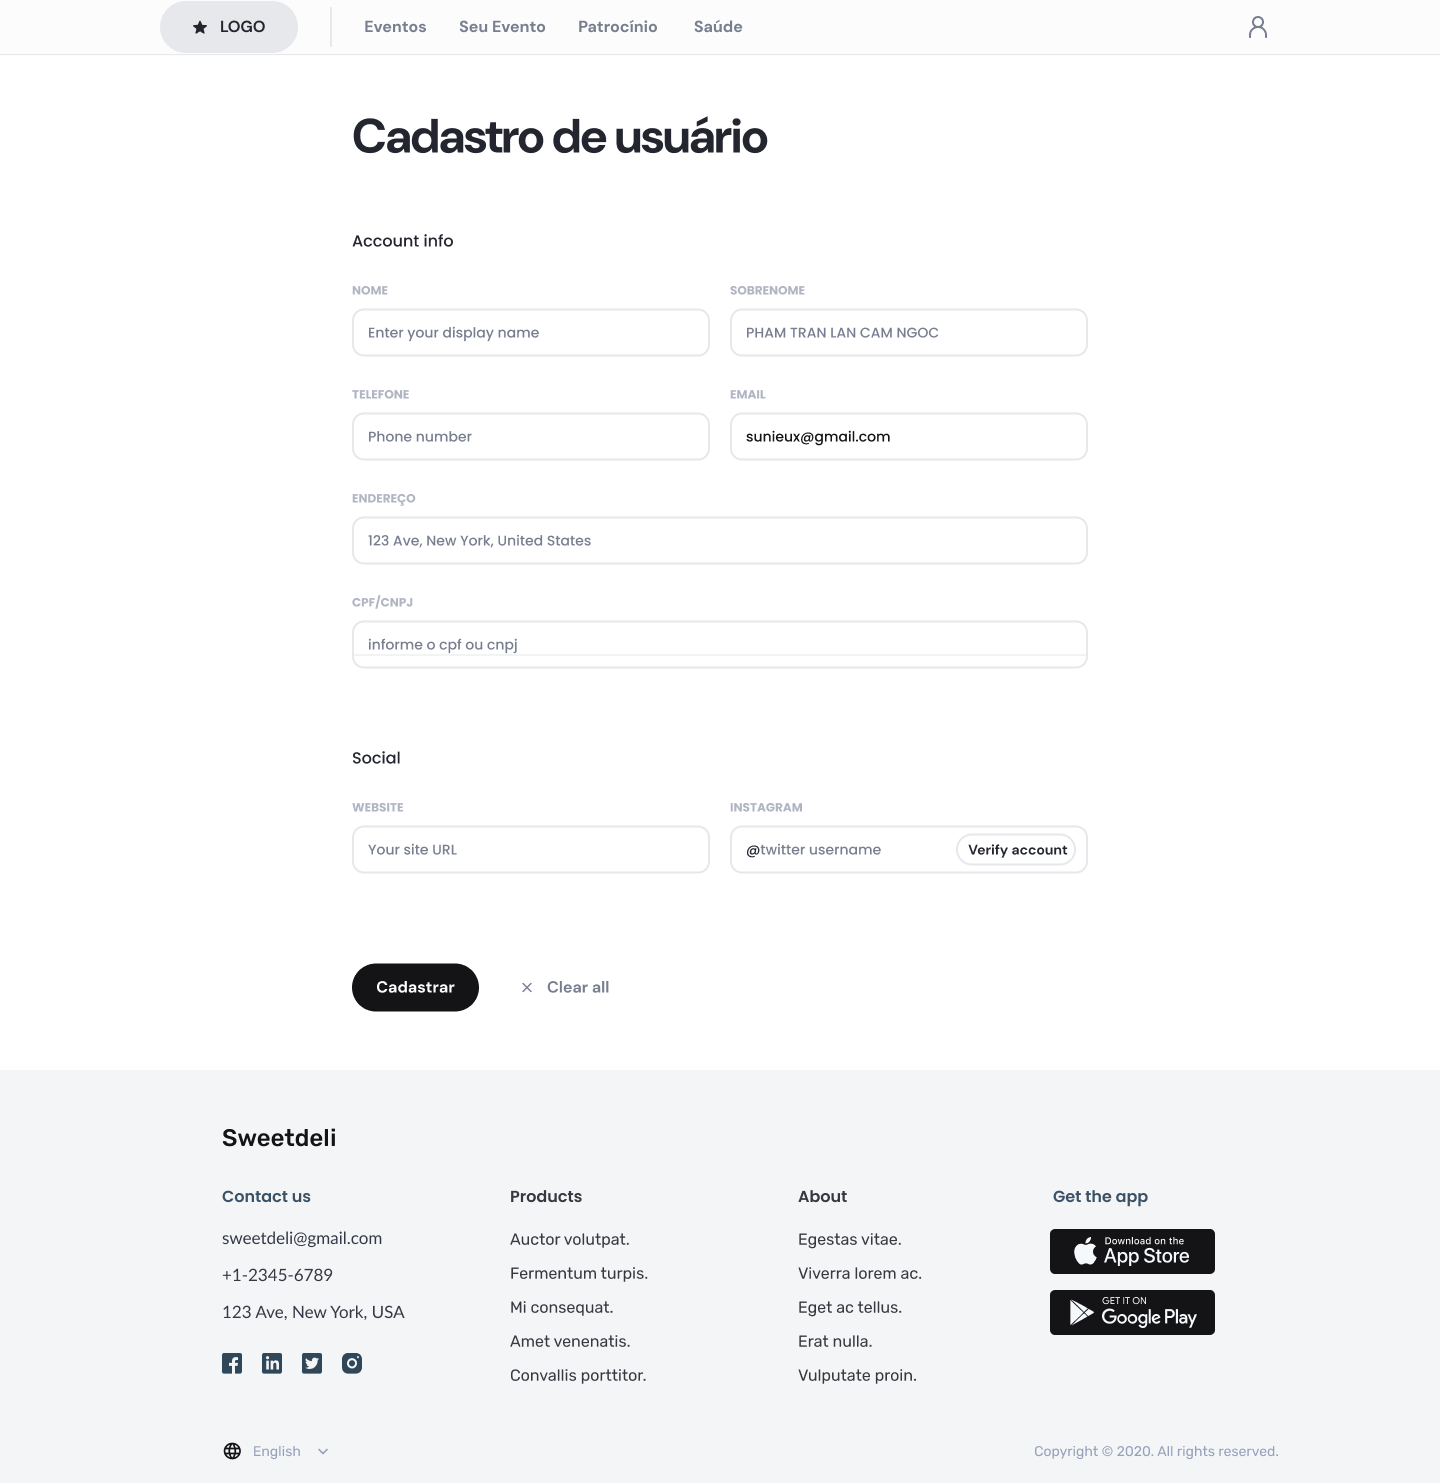 LOGO
Eventos
Seu Evento
Patrocínio
Saúde
Cadastro de usuário
Account info
NOME
SOBRENOME
Enter your display name
PHAM TRAN LAN CAM NGOC
TELEFONE
EMAIL
Phone number
sunieux@gmail.com
ENDEREÇO
123 Ave, New York, United States
CPF/CNPJ
informe o cpf ou cnpj
Social
WEBSITE
INSTAGRAM
Your site URL
@twitter username
Verify account
Cadastrar
Clear all
Sweetdeli
Contact us
sweetdeli@gmail.com
+1-2345-6789
123 Ave, New York, USA
Products
Auctor volutpat.
Fermentum turpis.
Mi consequat.
Amet venenatis.
Convallis porttitor.
About
Egestas vitae.
Viverra lorem ac.
Eget ac tellus.
Erat nulla.
Vulputate proin.
Get the app
Download on the
App Store
GET IT ON
Google Play
English
Copyright © 2020. All rights reserved.